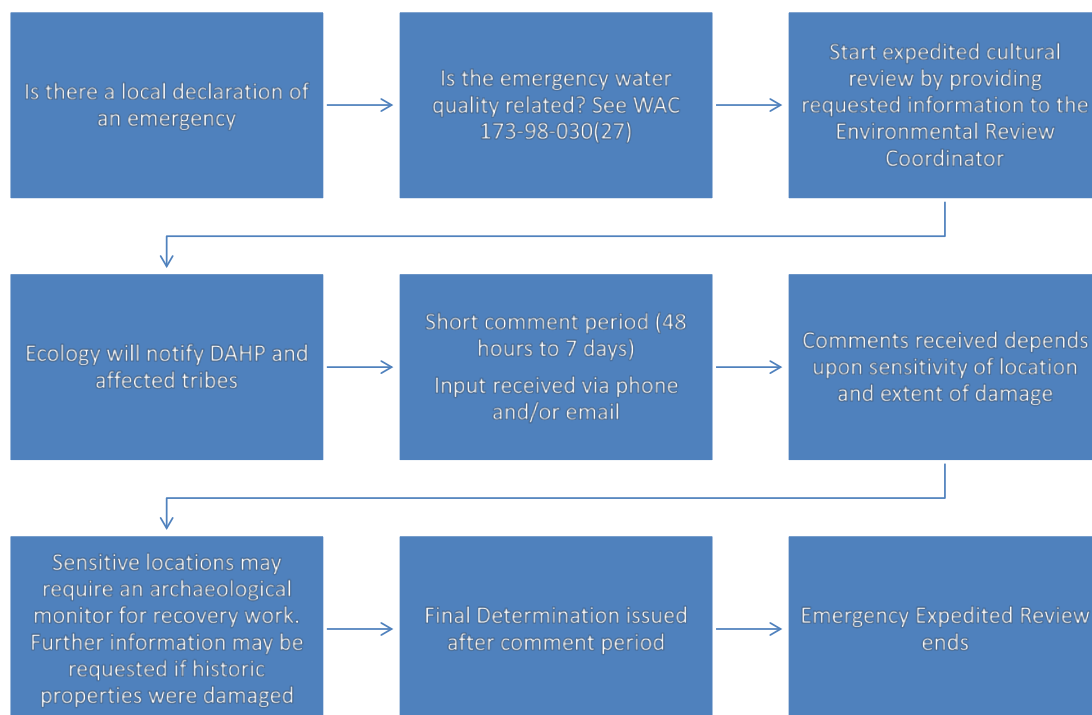 Is there a local declaration of
an emergency
Is the emergency water
quality related? See WAC
173-98-030(27)
Start expedited cultural
review by providing
requested information to the
Environmental Review
Coordinator
Ecology will notify DAHP and
affected tribes
Short comment period (48
hours to 7 days)
Input received via phone
and/or email
Comments received depends
upon sensitivity of location
and extent of damage
Sensitive locations may
require an archaeological
monitor for recovery work.
Further information may be
requested if historic
properties were damaged
Final Determination issued
after comment period
Emergency Expedited Review
ends